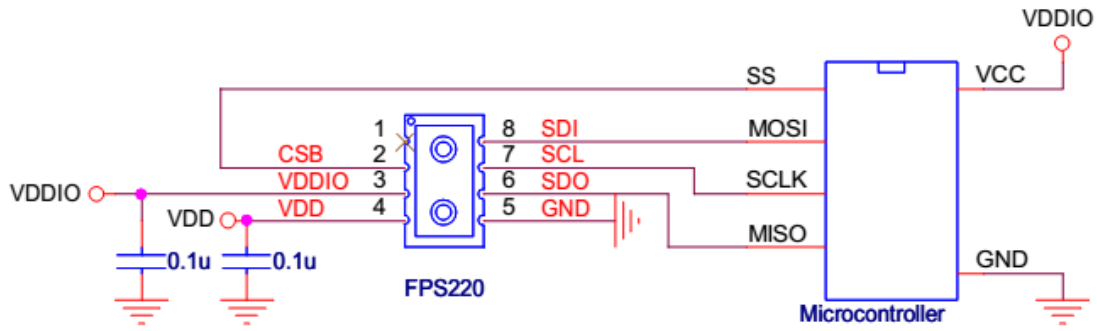 VDDIO
SS
VCC
1
8
SDI
MOSI
CSB
2
7
SCL
VDDIO
VDDIO
3
6
SDO
SCLK
VDD
VDD
4
5
GND
MISO
0.1u
0.1u
GND
FPS220
Microcontroller